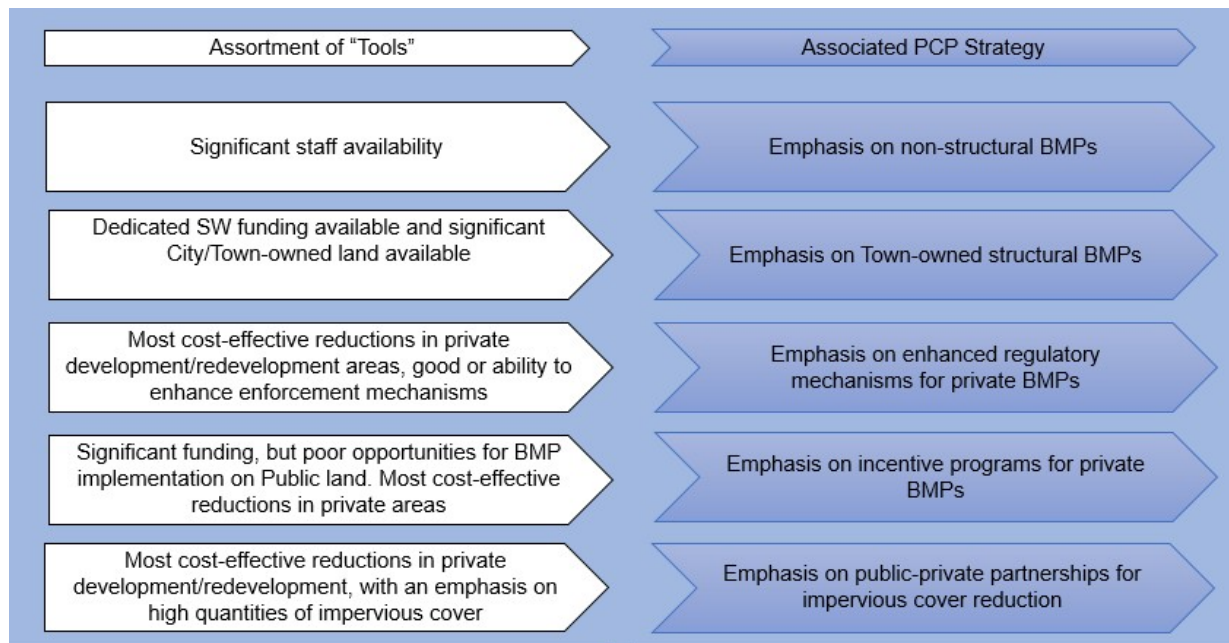 Assortment of “Tools”
Associated PCP Strategy
Significant staff availability
Emphasis on non-structural BMPs
Dedicated SW funding available and significant
City/Town-owned land available
Emphasis on Town-owned structural BMPs
Most cost-effective reductions in private
development/redevelopment areas, good or ability to
enhance enforcement mechanisms
Emphasis on enhanced regulatory
mechanisms for private BMPs
Significant funding, but poor opportunities for BMP
implementation on Public land. Most cost-effective
reductions in private areas
Emphasis on incentive programs for private
BMPs
Most cost-effective reductions in private
development/redevelopment, with an emphasis on
high quantities of impervious cover
Emphasis on public-private partnerships for
impervious cover reduction